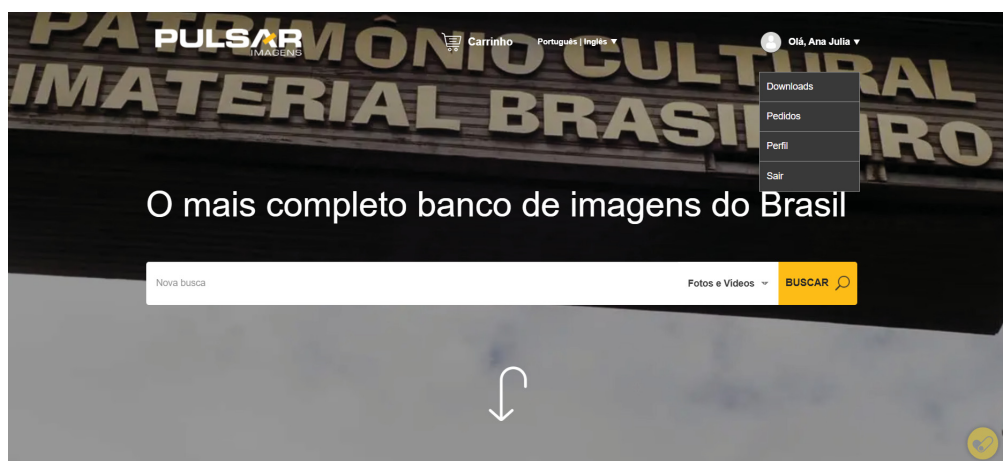 PATRIMÔNIO CULTURAL
IMATERIAL BRASILEIRO
PULSAR
IMAGENS
Carrinho
Português | Inglês ▼
Olá, Ana Julia ▼
Downloads
Pedidos
Perfil
Sair
O mais completo banco de imagens do Brasil
Nova busca
Fotos e Videos
BUSCAR